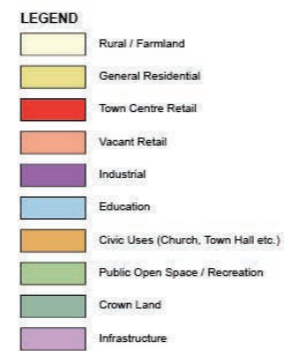 LEGEND
Rural / Farmland
General Residential
Town Centre Retail
Vacant Retail
Industrial
Education
Civic Uses (Church, Town Hall etc.)
Public Open Space / Recreation
Crown Land
Infrastructure